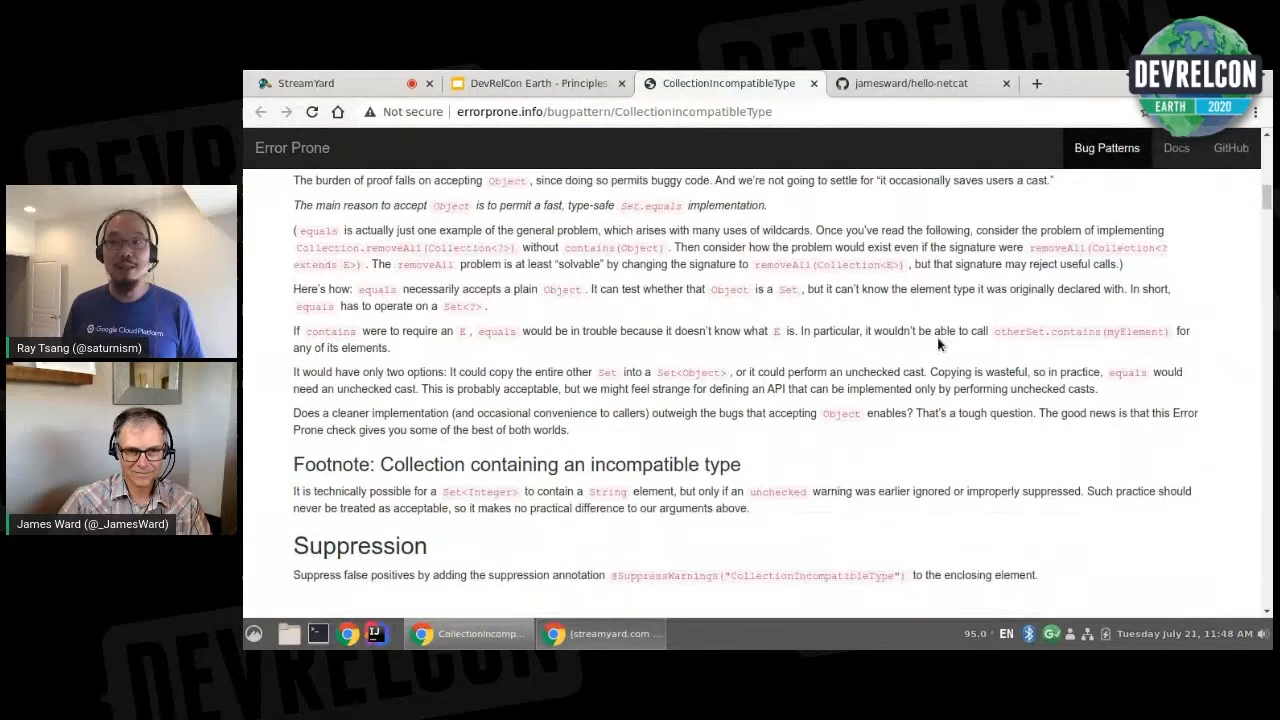 StreamYard
DevRelCon Earth - Principles
CollectionIncompatibleType
jamesward/hello-netcat
DEVRELCON
EARTH 2020
Not secure errorprone.info/bugpattern/CollectionIncompatibleType
Error Prone
Bug Patterns
Docs
GitHub
The burden of proof falls on accepting Object, since doing so permits buggy code. And we're not going to settle for “it occasionally saves users a cast.”
The main reason to accept Object is to permit a fast, type-safe Set.equals implementation.
( equals is actually just one example of the general problem, which arises with many uses of wildcards. Once you've read the following, consider the problem of implementing
Collection.removeAll(Collection<?>) without contains(Object). Then consider how the problem would exist even if the signature were removeAll(Collection<?
extends E>). The removeAll problem is at least “solvable” by changing the signature to removeAll(Collection<E>), but that signature may reject useful calls.)
Here's how: equals necessarily accepts a plain Object. It can test whether that Object is a Set, but it can't know the element type it was originally declared with. In short,
equals has to operate on a Set<?>.
If contains were to require an E, equals would be in trouble because it doesn't know what E is. In particular, it wouldn't be able to call otherSet.contains(myElement) for
any of its elements.
It would have only two options: It could copy the entire other Set into a Set<Object>, or it could perform an unchecked cast. Copying is wasteful, so in practice, equals would
need an unchecked cast. This is probably acceptable, but we might feel strange for defining an API that can be implemented only by performing unchecked casts.
Does a cleaner implementation (and occasional convenience to callers) outweigh the bugs that accepting Object enables? That's a tough question. The good news is that this Error
Prone check gives you some of the best of both worlds.
Footnote: Collection containing an incompatible type
It is technically possible for a Set<Integer> to contain a String element, but only if an unchecked warning was earlier ignored or improperly suppressed. Such practice should
never be treated as acceptable, so it makes no practical difference to our arguments above.
Suppression
Suppress false positives by adding the suppression annotation @SuppressWarnings("CollectionIncompatibleType") to the enclosing element.
Google Cloud Platform
Ray Tsang (@saturnism)
James Ward (@_JamesWard)
CollectionIncomp...
[streamyard.com ...
95.0 °
EN
Tuesday July 21, 11:48 AM
DEVRELCON